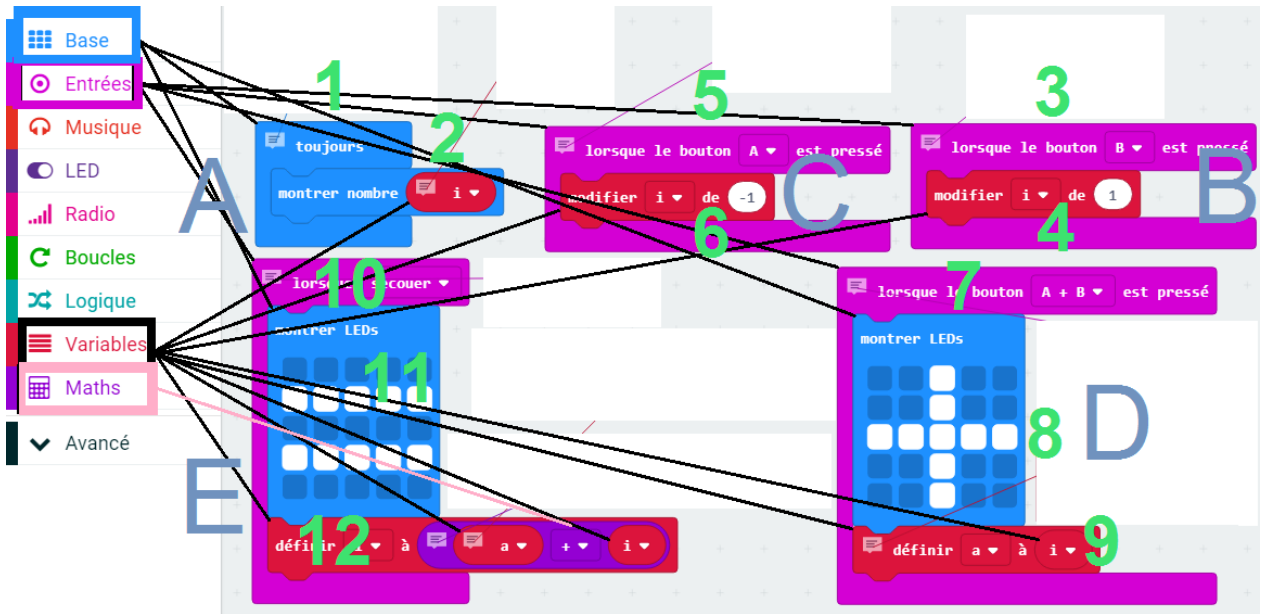 Base
Entrées
Musique
LED
Radio
Boucles
Logique
Variables
Maths
Avancé
1
toujours
2
montrer nombre i
A
5
lorsque le bouton A est pressé
modifier i de -1
6
C
3
lorsque le bouton B est pressé
modifier i de 1
4
B
10
lorsque secouer
montrer LEDs
11
E
12
définir i à a + i
7
lorsque le bouton A + B est pressé
montrer LEDs
8
D
définir a à i
9